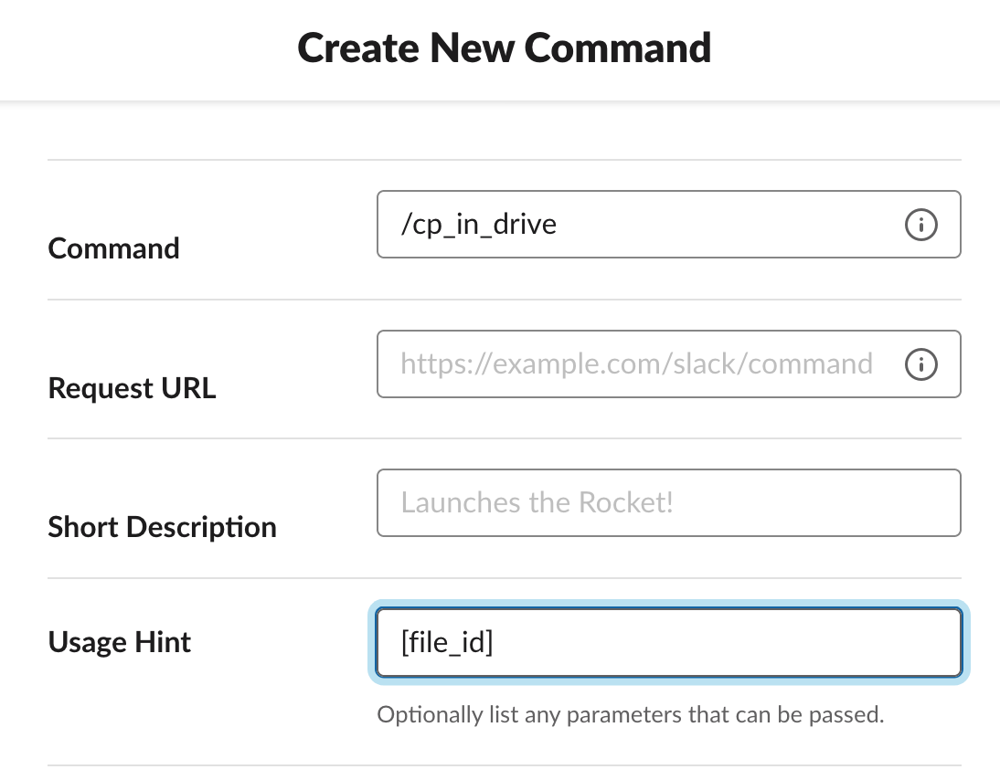 Create New Command
Command
/cp_in_drive
Request URL
https://example.com/slack/command
Short Description
Launches the Rocket!
Usage Hint
[file_id]
Optionally list any parameters that can be passed.